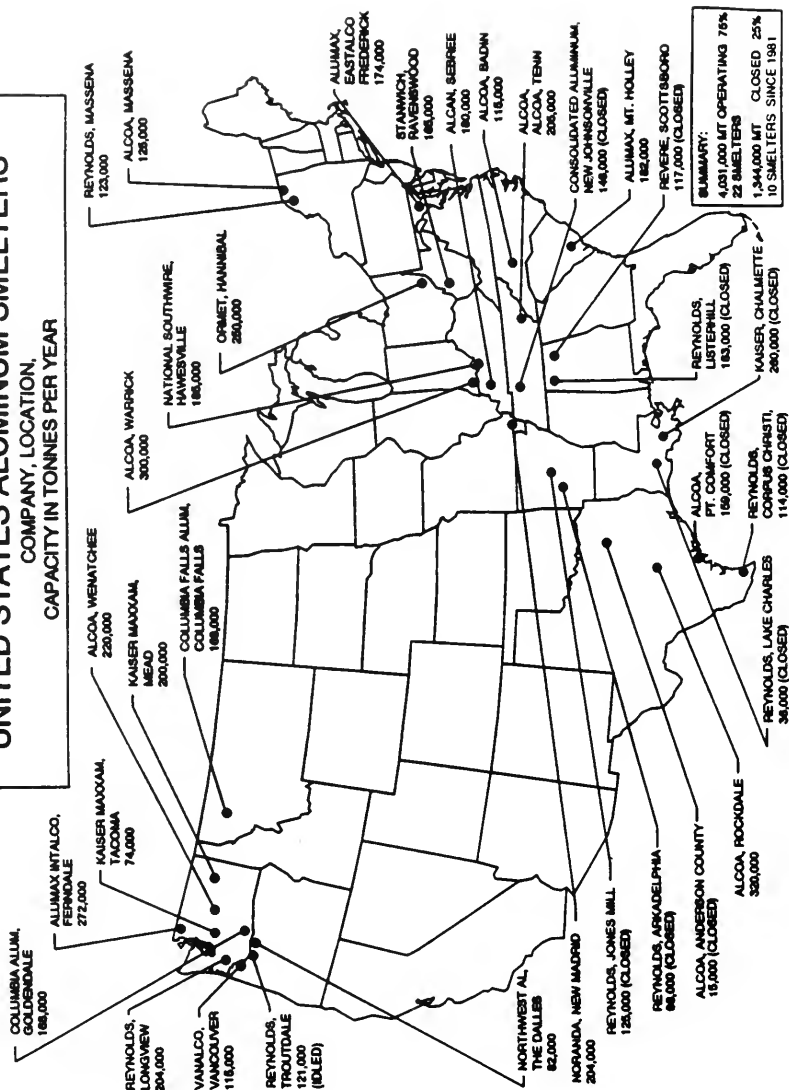 UNITED STATES ALUMINUM SMELTERS
COMPANY, LOCATION,
CAPACITY IN TONNES PER YEAR
COLUMBIA ALUM,
GOLDENDALE
168,000
ALUMAX INTALCO,
FERNDALE
272,000
KAISER MAXXAM,
TACOMA
74,000
ALCOA, WENATCHEE
220,000
KAISER MAXXAM,
MEAD
200,000
COLUMBIA FALLS ALUM,
COLUMBIA FALLS
168,000
ALCOA, WARRICK
300,000
NATIONAL SOUTHWIRE,
HAWESVILLE
ORMET, HANNIBAL
REYNOLDS, MASSENA
123,000
ALCOA, MASSENA
125,000
ALUMAX,
EASTALCO
FREDERICK
174,000
STANWICH,
RAVENSWOOD
ALCAN, SEBREE
ALCOA, BADIN
115,000
ALCOA,
ALCOA, TENN
205,000
CONSOLIDATED ALUMINUM,
NEW JOHNSONVILLE
(CLOSED)
ALUMAX, MT. HOLLEY
182,000
REVERE, SCOTTSBORO
117,000 (CLOSED)
SUMMARY:
4,031,000 MT OPERATING 75%
22 SMELTERS
1,344,000 MT CLOSED 25%
10 SMELTERS SINCE 1981
REYNOLDS,
LONGVIEW
204,000
VANALCO,
VANCOUVER
115,000
REYNOLDS,
TROUTDALE
121,000
(IDLED)
NORTHWEST AL,
THE DALLES
82,000
NORANDA, NEW MADRID
204,000
REYNOLDS, JONES MILL
125,000 (CLOSED)
REYNOLDS, ARKADELPHIA
(CLOSED)
ALCOA, ANDERSON COUNTY
15,000 (CLOSED)
ALCOA, ROCKDALE
320,000
REYNOLDS, LAKE CHARLES
(CLOSED)
ALCOA,
PT. COMFORT
(CLOSED)
REYNOLDS,
CORPUS CHRISTI,
114,000 (CLOSED)
REYNOLDS,
LISTERHILL
(CLOSED)
KAISER, CHALMETTE
260,000 (CLOSED)